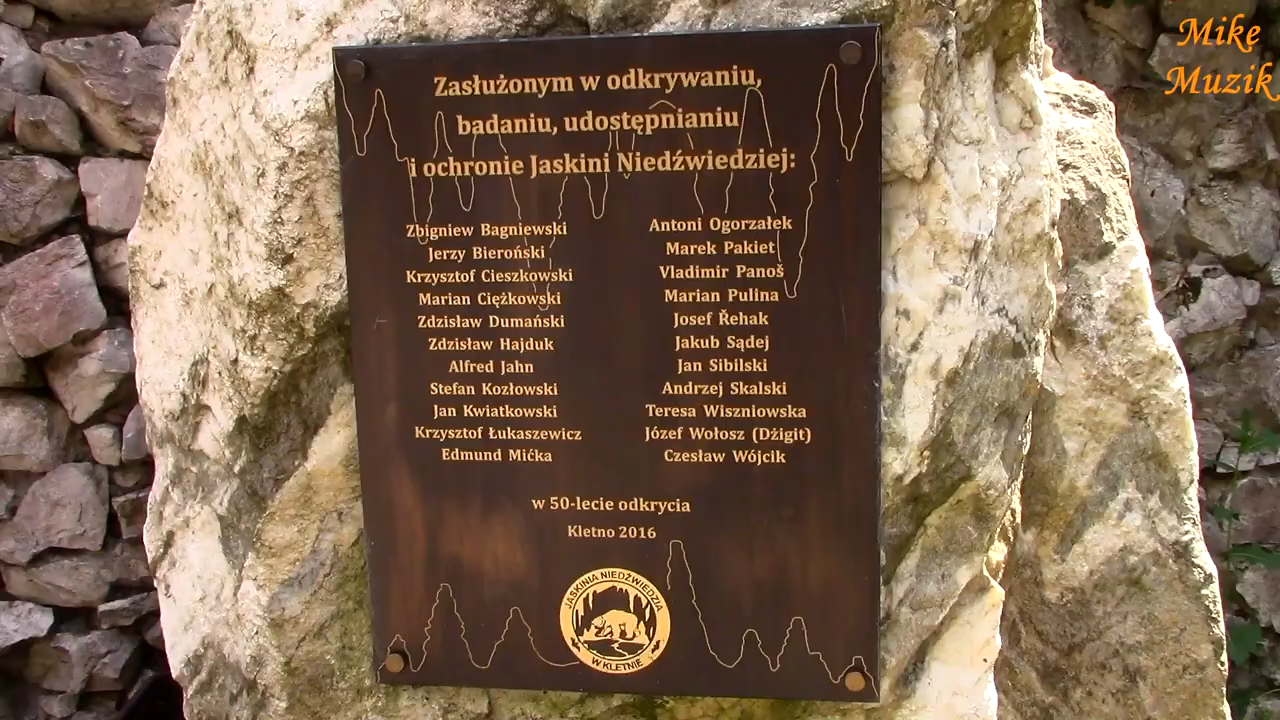 Mike
Muzik
Zasłużonym w odkrywaniu,
badaniu, udostępnianiu
i ochronie Jaskini Niedźwiedziej:
Zbigniew Bagniewski
Jerzy Bieroński
Krzysztof Cieszkowski
Marian Ciężkowski
Zdzisław Dumański
Zdzisław Hajduk
Alfred Jahn
Stefan Kozłowski
Jan Kwiatkowski
Krzysztof Łukaszewicz
Edmund Mićka
Antoni Ogorzałek
Marek Pakiet
Vladimir Panoš
Marian Pulina
Josef Řehak
Jakub Sądej
Jan Sibilski
Andrzej Skalski
Teresa Wiszniowska
Józef Wołosz (Dżigit)
Czesław Wójcik
w 50-lecie odkrycia
Kletno 2016
JASKINIA NIEDŹWIEDZIA
W KLETNIE